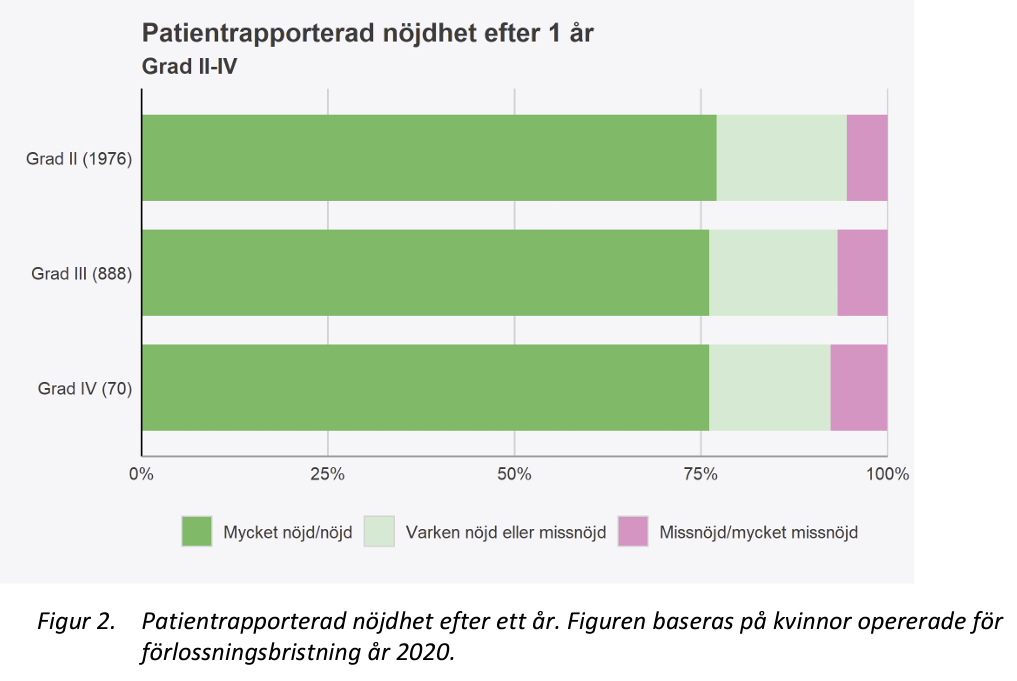 Patientrapporterad nöjdhet efter 1 år
Grad II-IV
Grad II (1976)
Grad III (888)
Grad IV (70)
0%
25%
50%
75%
100%
Mycket nöjd/nöjd
Varken nöjd eller missnöjd
Missnöjd/mycket missnöjd
Figur 2. Patientrapporterad nöjdhet efter ett år. Figuren baseras på kvinnor opererade för
förlossningsbristning år 2020.